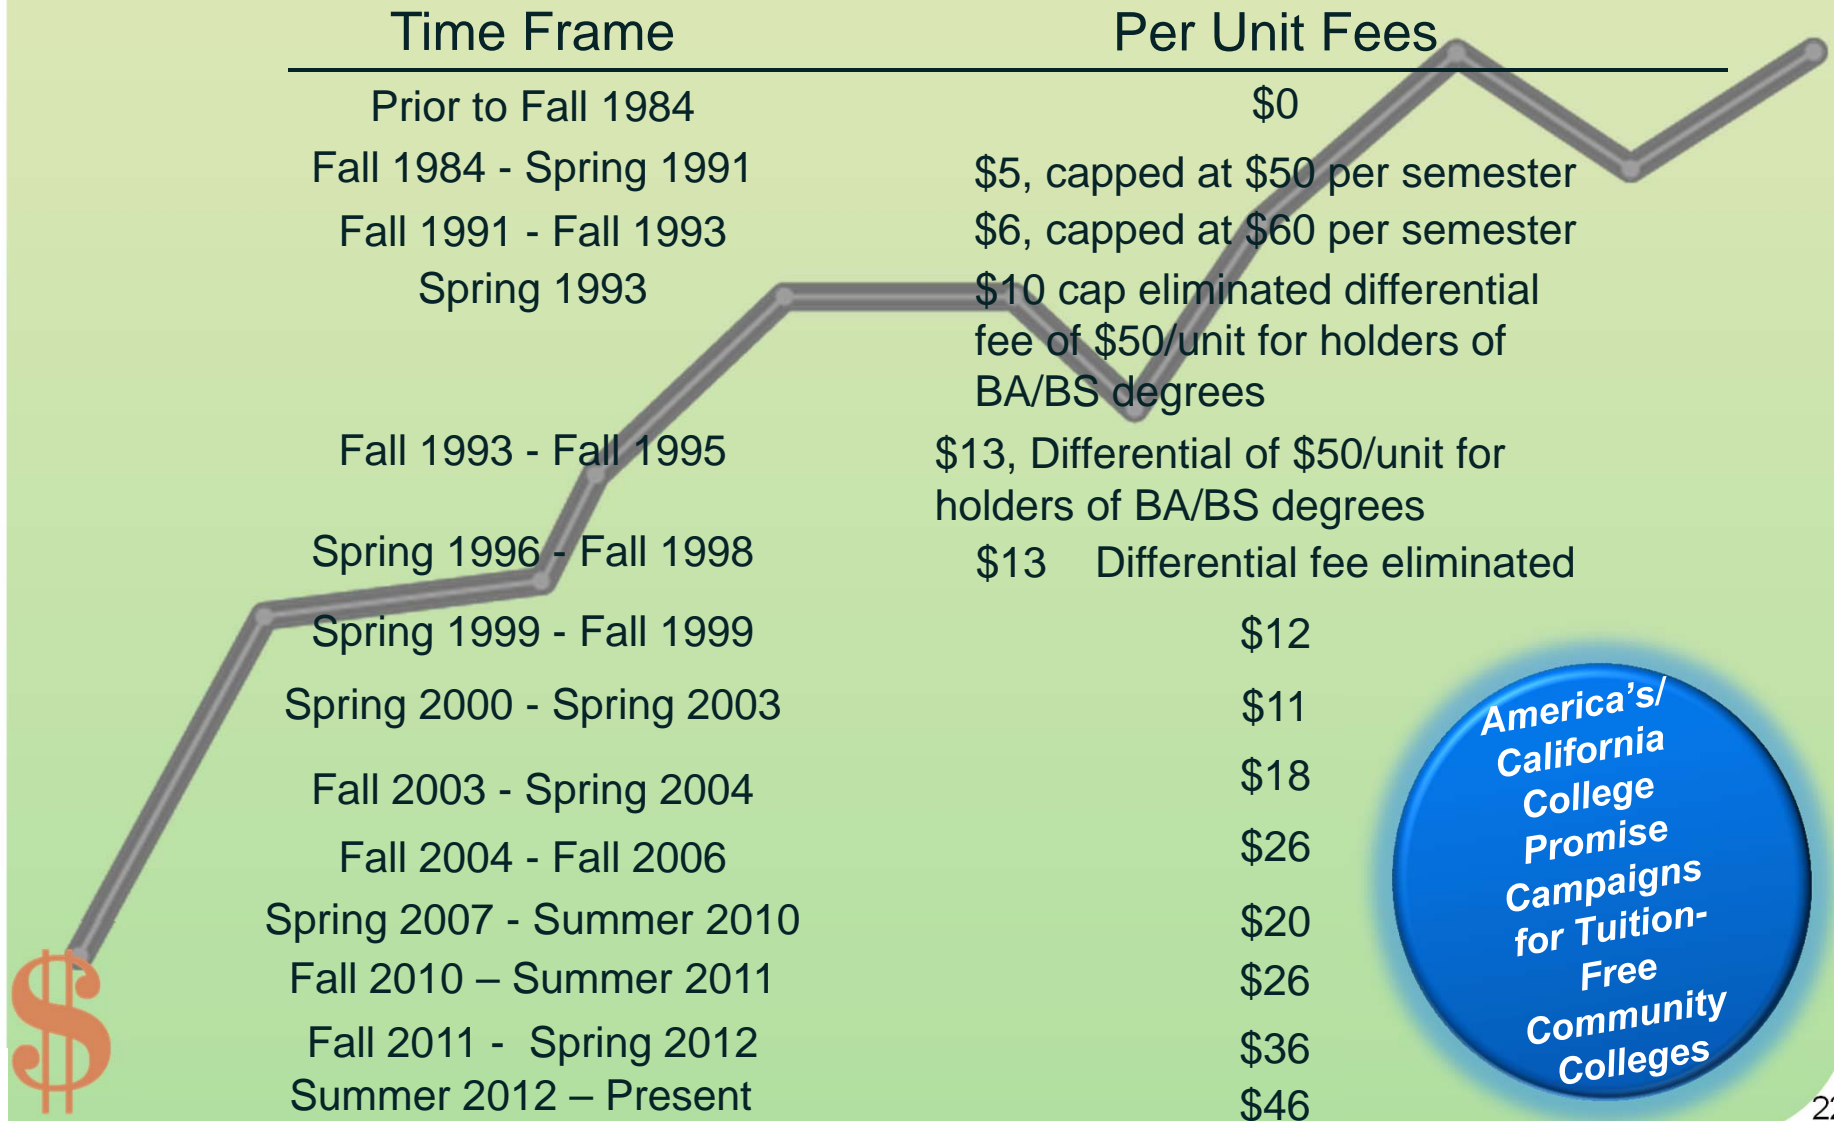 Time Frame Per Unit Fees
Prior to Fall 1984 $0
Fall 1984 - Spring 1991 $5, capped at $50 per semester
Fall 1991 - Fall 1993 $6, capped at $60 per semester
Spring 1993 $10 cap eliminated differential
fee of $50/unit for holders of
BA/BS degrees
Fall 1993 - Fall 1995 $13, Differential of $50/unit for
holders of BA/BS degrees
Spring 1996 - Fall 1998 $13 Differential fee eliminated
Spring 1999 - Fall 1999 $12
Spring 2000 - Spring 2003 $11
Fall 2003 - Spring 2004 $18
Fall 2004 - Fall 2006 $26
Spring 2007 - Summer 2010 $20
Fall 2010 – Summer 2011 $26
Fall 2011 - Spring 2012 $36
Summer 2012 – Present $46
America's/
California
College
Promise
Campaigns
for Tuition-
Free
Community
Colleges
$